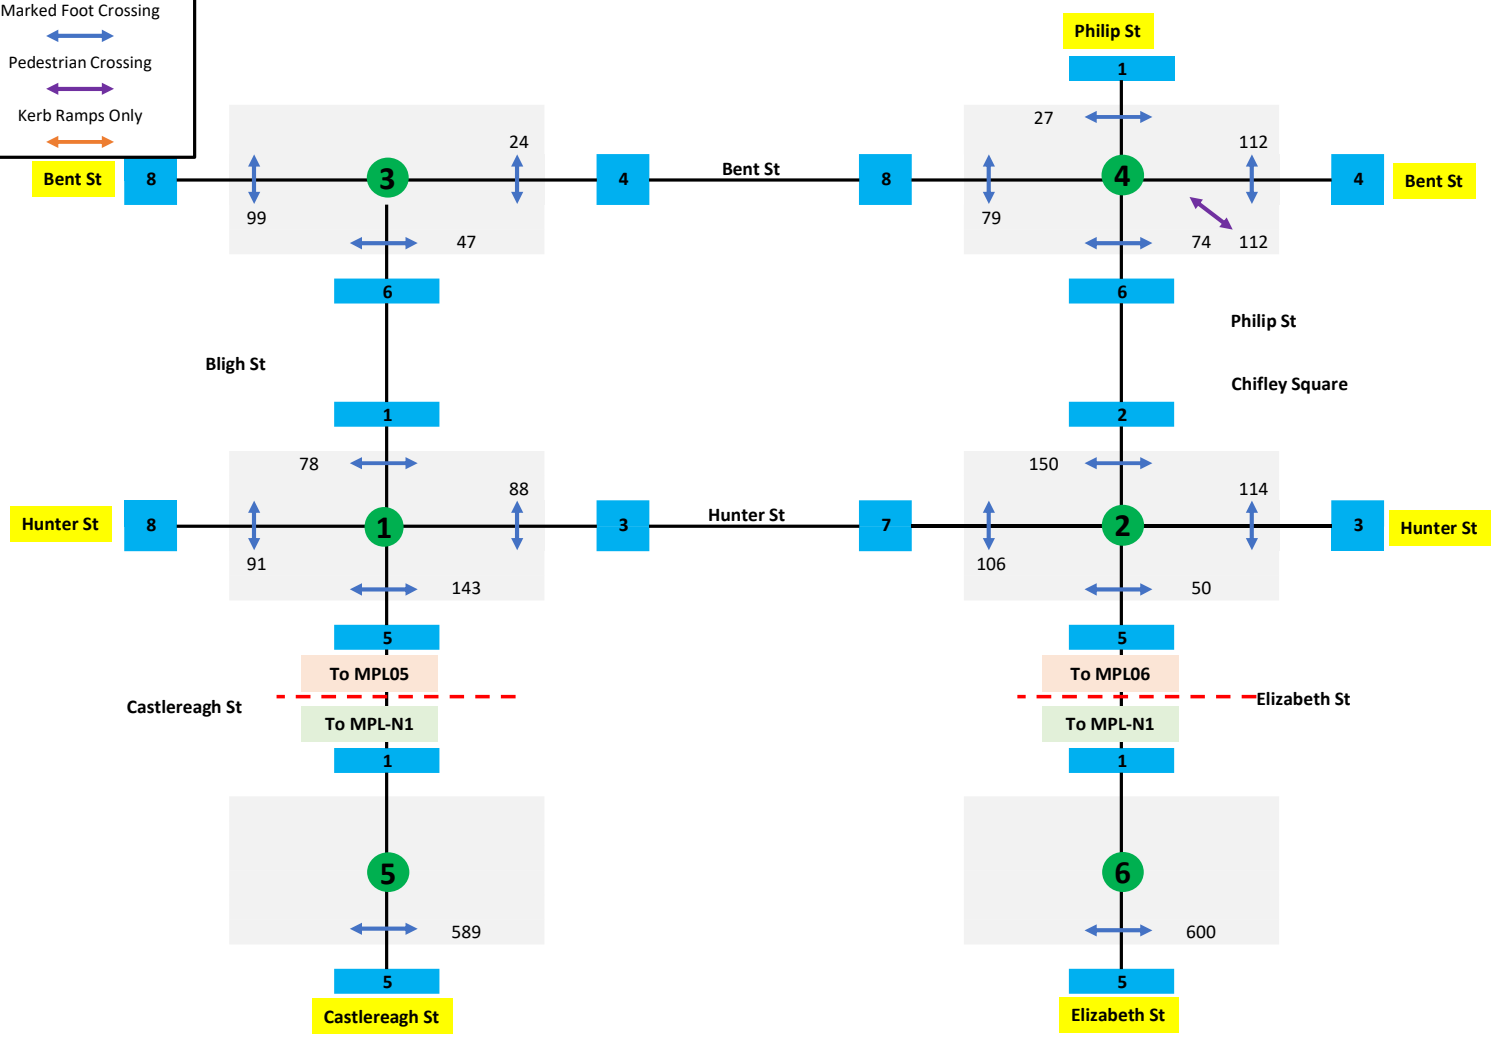 Marked Foot Crossing
Pedestrian Crossing
Kerb Ramps Only
Philip St
1
27
24
112
Bent St
8
3
4
Bent St
8
4
4
Bent St
99
79
47
74
112
6
6
Philip St
Bligh St
Chifley Square
1
2
78
150
88
114
Hunter St
8
1
3
Hunter St
7
2
3
Hunter St
91
106
143
50
5
5
To MPL05
To MPL06
Castlereagh St
Elizabeth St
To MPL-N1
To MPL-N1
1
1
5
6
589
600
5
5
Castlereagh St
Elizabeth St